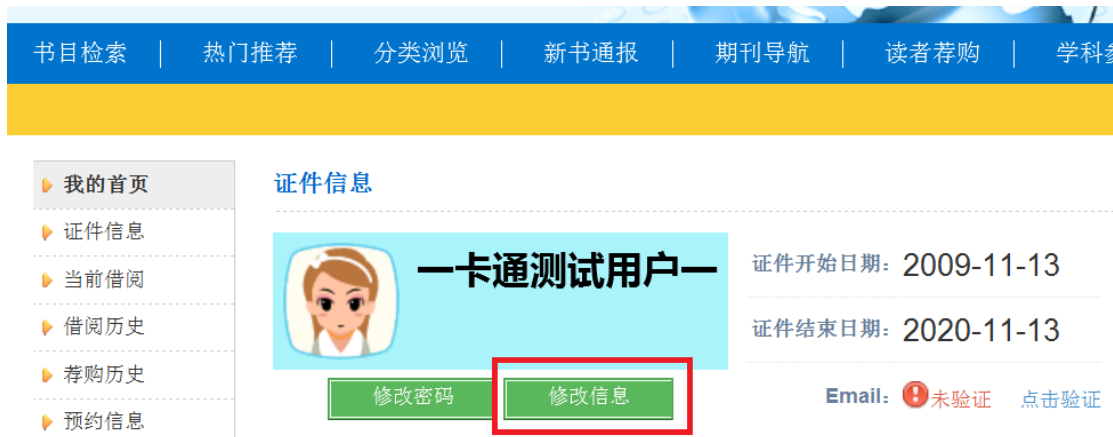 书目检索 热门推荐 分类浏览 新书通报 期刊导航 读者荐购 学科
我的首页
证件信息
当前借阅
借阅历史
荐购历史
预约信息
证件信息
一卡通测试用户一
修改密码 修改信息
证件开始日期: 2009-11-13
证件结束日期: 2020-11-13
Email: 未验证 点击验证